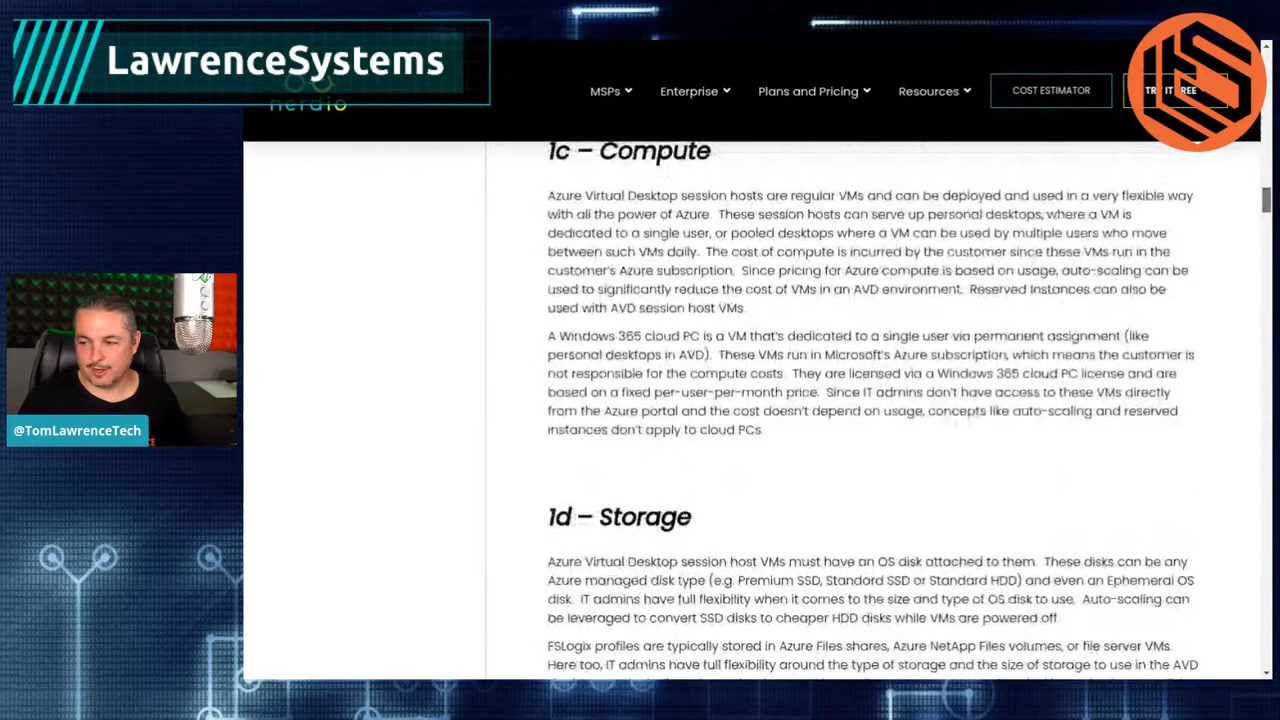 LawrenceSystems
nerdio
MSPs
Enterprise
Plans and Pricing
Resources
COST ESTIMATOR
TRY IT FREE
1c – Compute
Azure Virtual Desktop session hosts are regular VMs and can be deployed and used in a very flexible way
with all the power of Azure. These session hosts can serve up personal desktops, where a VM is
dedicated to a single user, or pooled desktops where a VM can be used by multiple users who move
between such VMs daily. The cost of compute is incurred by the customer since these VMs run in the
customer's Azure subscription. Since pricing for Azure compute is based on usage, auto-scaling can be
used to significantly reduce the cost of VMs in an AVD environment. Reserved Instances can also be
used with AVD session host VMs.
A Windows 365 cloud PC is a VM that's dedicated to a single user via permanent assignment (like
personal desktops in AVD). These VMs run in Microsoft's Azure subscription, which means the customer is
not responsible for the compute costs. They are licensed via a Windows 365 cloud PC license and are
based on a fixed per-user-per-month price. Since IT admins don't have access to these VMs directly
from the Azure portal and the cost doesn't depend on usage, concepts like auto-scaling and reserved
instances don't apply to cloud PCs.
@TomLawrenceTech
1d – Storage
Azure Virtual Desktop session host VMs must have an OS disk attached to them. These disks can be any
Azure managed disk type (e.g. Premium SSD, Standard SSD or Standard HDD) and even an Ephemeral OS
disk. IT admins have full flexibility when it comes to the size and type of OS disk to use. Auto-scaling can
be leveraged to convert SSD disks to cheaper HDD disks while VMs are powered off.
FSLogix profiles are typically stored in Azure Files shares, Azure NetApp Files volumes, or file server VMs.
Here too, IT admins have full flexibility around the type of storage and the size of storage to use in the AVD